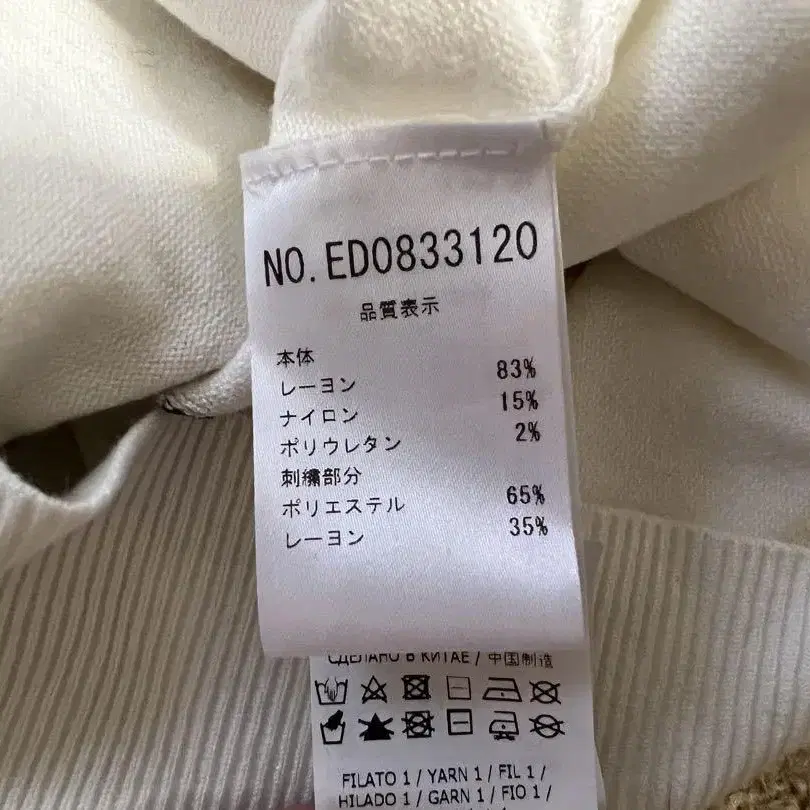 NO.ED0833120
品質表示
本体
レーヨン 83%
ナイロン 15%
ポリウレタン 2%
刺繍部分
ポリエステル 65%
レーヨン 35%
СДЕЛАНО В КИТАЕ / 中国制造
FILATO 1 / YARN 1 / FIL 1 /
HILADO 1 / GARN 1 / FIO 1 /